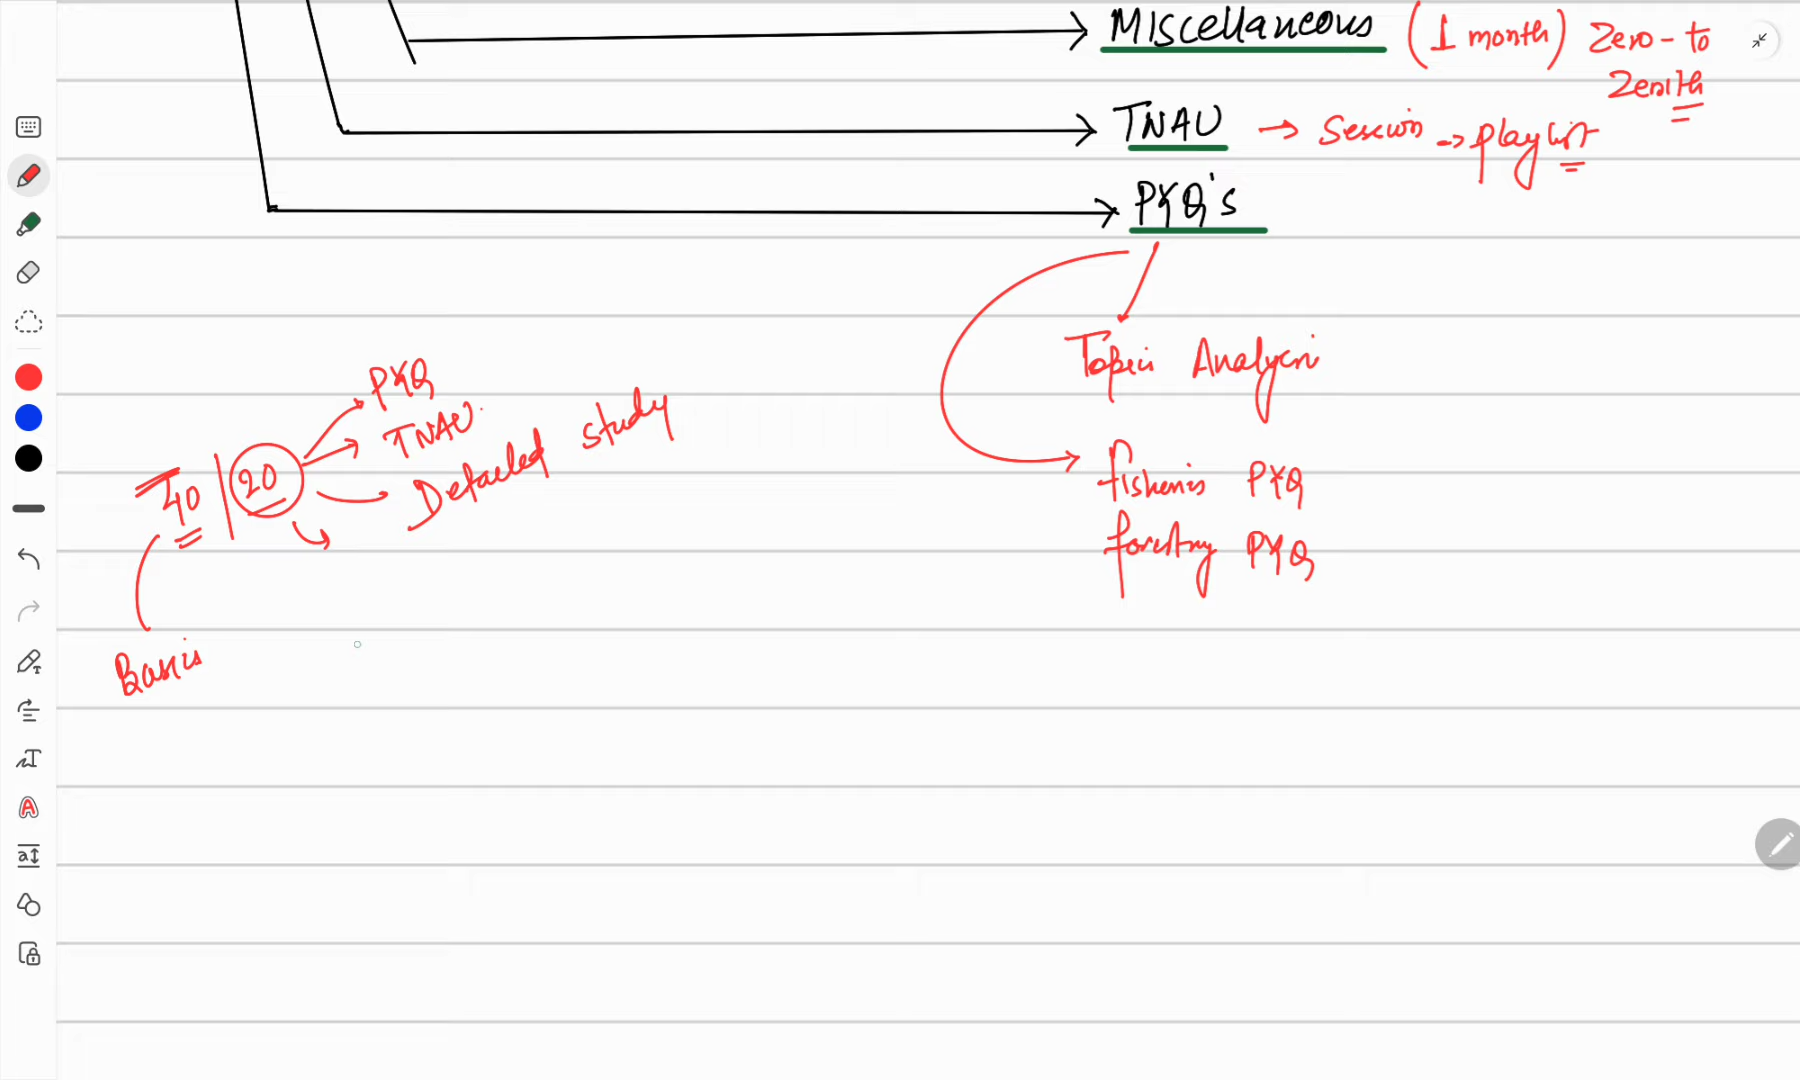 Miscellaneous (1 month) Zero - to
Zenith
TNAU → Session → playlist
PYQ's
Topic Analysis
PYQ
TNAU
Detailed study
20
40
fisheries PYQ
forestry PYQ
Basics